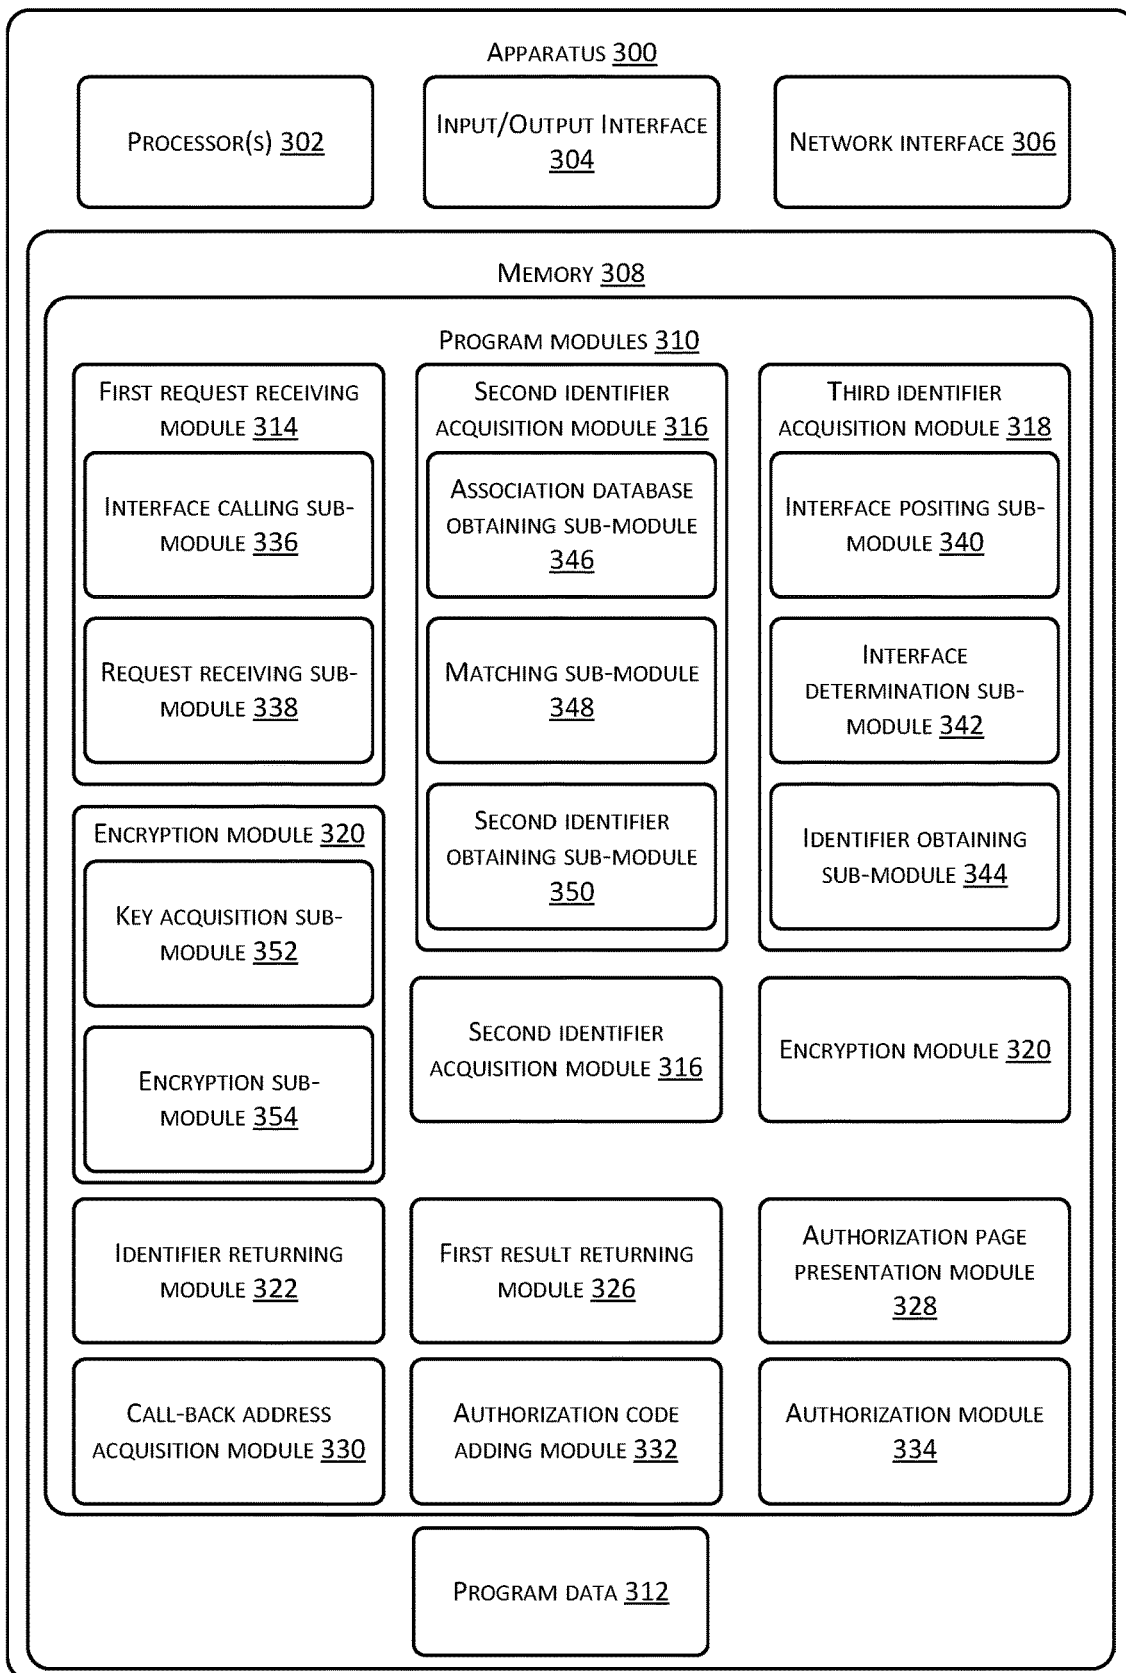 APPARATUS 300
PROCESSOR(S) 302
INPUT/OUTPUT INTERFACE
304
NETWORK INTERFACE 306
MEMORY 308
PROGRAM MODULES 310
FIRST REQUEST RECEIVING
MODULE 314
INTERFACE CALLING SUB-
MODULE 336
REQUEST RECEIVING SUB-
MODULE 338
SECOND IDENTIFIER
ACQUISITION MODULE 316
ASSOCIATION DATABASE
OBTAINING SUB-MODULE
346
MATCHING SUB-MODULE
348
SECOND IDENTIFIER
OBTAINING SUB-MODULE
350
THIRD IDENTIFIER
ACQUISITION MODULE 318
INTERFACE POSITING SUB-
MODULE 340
INTERFACE
DETERMINATION SUB-
MODULE 342
IDENTIFIER OBTAINING
SUB-MODULE 344
ENCRYPTION MODULE 320
KEY ACQUISITION SUB-
MODULE 352
ENCRYPTION SUB-
MODULE 354
SECOND IDENTIFIER
ACQUISITION MODULE 316
ENCRYPTION MODULE 320
IDENTIFIER RETURNING
MODULE 322
FIRST RESULT RETURNING
MODULE 326
AUTHORIZATION PAGE
PRESENTATION MODULE
328
CALL-BACK ADDRESS
ACQUISITION MODULE 330
AUTHORIZATION CODE
ADDING MODULE 332
AUTHORIZATION MODULE
334
PROGRAM DATA 312